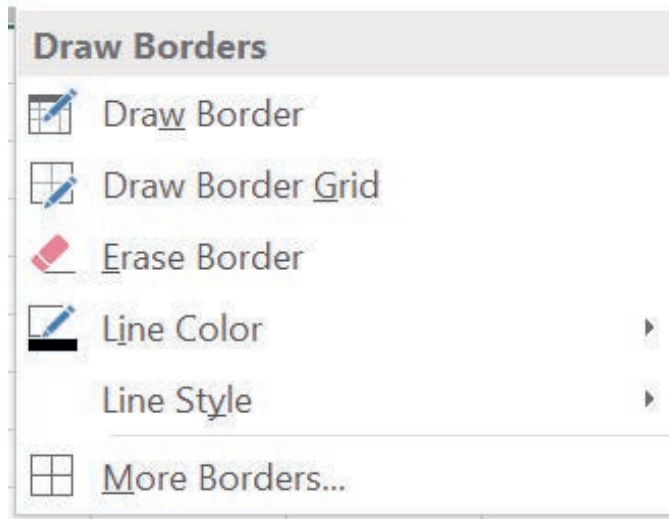 Draw Borders
Draw Border
Draw Border Grid
Erase Border
Line Color
Line Style
More Borders...